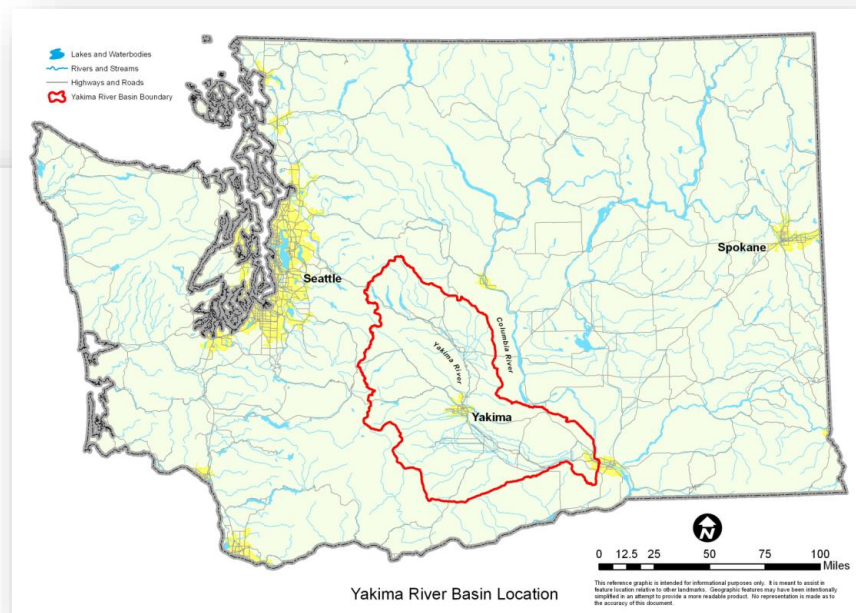 Lakes and Waterbodies
Rivers and Streams
Highways and Roads
Yakima River Basin Boundary
Spokane
Seattle
Columbia River
Yakima River
Yakima
N
0 12.5 25 50 75 100
Miles
Yakima River Basin Location
This reference graphic is intended for informational purposes only. It is meant to assist in
feature location relative to other landmarks. Geographic features may have been intentionally
simplified in an attempt to provide a more readable product. No representation is made as to
the accuracy of this document.